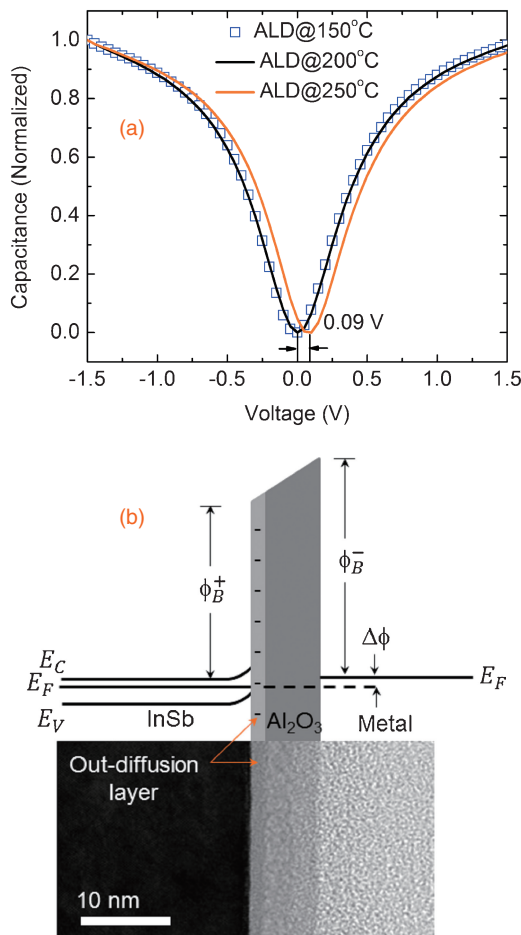 ALD@150°C
ALD@200°C
ALD@250°C
(a)
Capacitance (Normalized)
1.0
0.8
0.6
0.4
0.2
0.0
0.09 V
-1.5 -1.0 -0.5 0.0 0.5 1.0 1.5
Voltage (V)
(b)
ϕ_B^+
ϕ_B^-
Δϕ
E_C
E_F
E_F
E_V
InSb
Al₂O₃
Metal
Out-diffusion
layer
10 nm